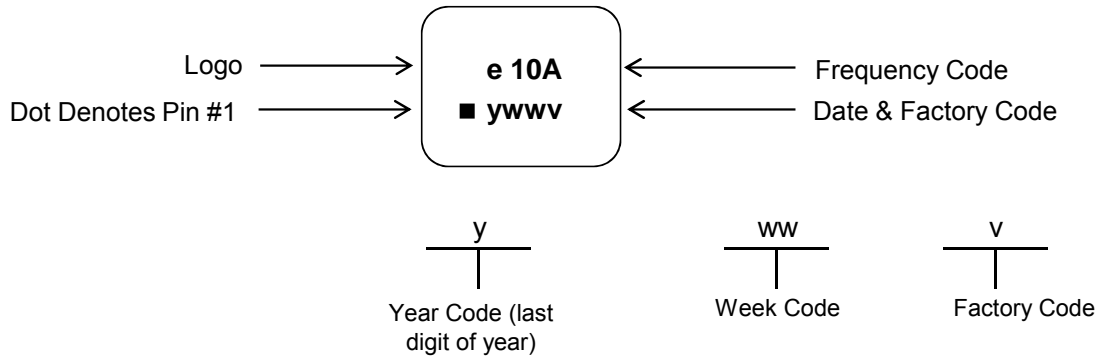 Logo
e 10A
Frequency Code
Dot Denotes Pin #1
■ ywwv
Date & Factory Code
y
ww
v
Year Code (last
digit of year)
Week Code
Factory Code